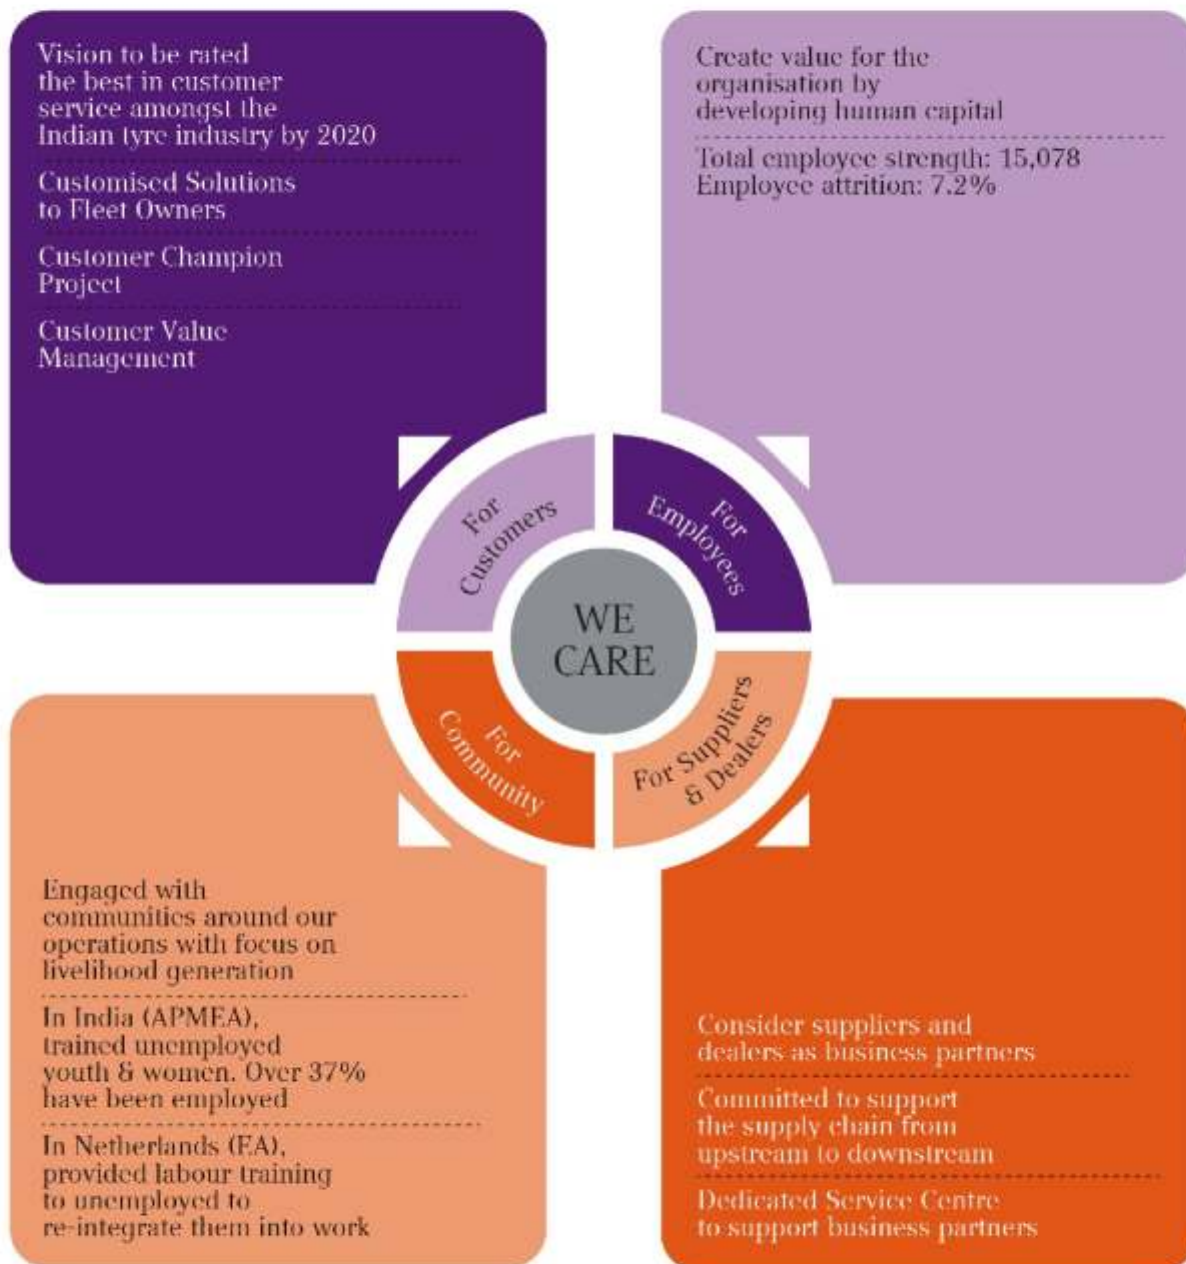 Vision to be rated
the best in customer
service amongst the
Indian tyre industry by 2020
Customised Solutions
to Fleet Owners
Customer Champion
Project
Customer Value
Management
Create value for the
organisation by
developing human capital
Total employee strength: 15,078
Employee attrition: 7.2%
For
Customers
For
Employees
WE
CARE
For
Community
For Suppliers
& Dealers
Engaged with
communities around our
operations with focus on
livelihood generation
In India (APMEA),
trained unemployed
youth & women. Over 37%
have been employed
In Netherlands (EA),
provided labour training
to unemployed to
re-integrate them into work
Consider suppliers and
dealers as business partners
Committed to support
the supply chain from
upstream to downstream
Dedicated Service Centre
to support business partners